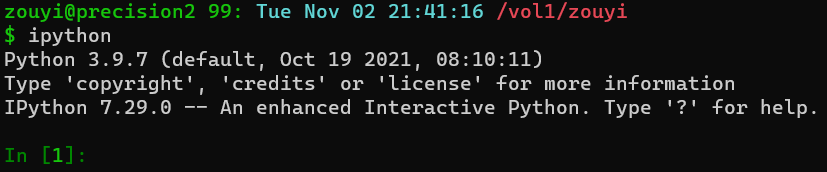 zouyi@precision2 99: Tue Nov 02 21:41:16 /vol1/zouyi
$ ipython
Python 3.9.7 (default, Oct 19 2021, 08:10:11)
Type 'copyright', 'credits' or 'license' for more information
IPython 7.29.0 -- An enhanced Interactive Python. Type '?' for help.
In [1]: